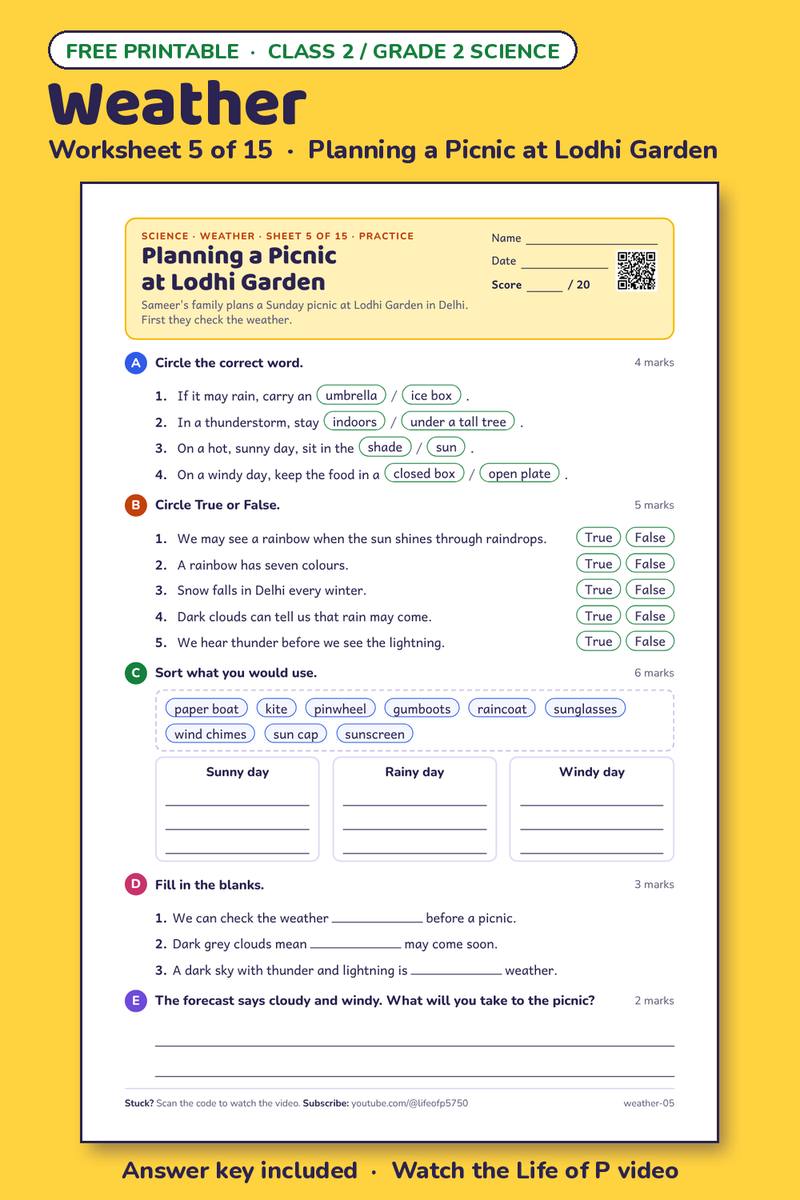 FREE PRINTABLE · CLASS 2 / GRADE 2 SCIENCE
Weather
Worksheet 5 of 15 · Planning a Picnic at Lodhi Garden
SCIENCE · WEATHER · SHEET 5 OF 15 · PRACTICE
Planning a Picnic
at Lodhi Garden
Sameer's family plans a Sunday picnic at Lodhi Garden in Delhi.
First they check the weather.
Name
Date
Score / 20
A Circle the correct word. 4 marks
1. If it may rain, carry an umbrella / ice box .
2. In a thunderstorm, stay indoors / under a tall tree .
3. On a hot, sunny day, sit in the shade / sun .
4. On a windy day, keep the food in a closed box / open plate .
B Circle True or False. 5 marks
1. We may see a rainbow when the sun shines through raindrops. True False
2. A rainbow has seven colours. True False
3. Snow falls in Delhi every winter. True False
4. Dark clouds can tell us that rain may come. True False
5. We hear thunder before we see the lightning. True False
C Sort what you would use. 6 marks
paper boat kite pinwheel gumboots raincoat sunglasses
wind chimes sun cap sunscreen
Sunny day Rainy day Windy day
D Fill in the blanks. 3 marks
1. We can check the weather ____________ before a picnic.
2. Dark grey clouds mean ____________ may come soon.
3. A dark sky with thunder and lightning is ____________ weather.
E The forecast says cloudy and windy. What will you take to the picnic? 2 marks
Stuck? Scan the code to watch the video. Subscribe: youtube.com/@lifeofp5750 weather-05
Answer key included · Watch the Life of P video